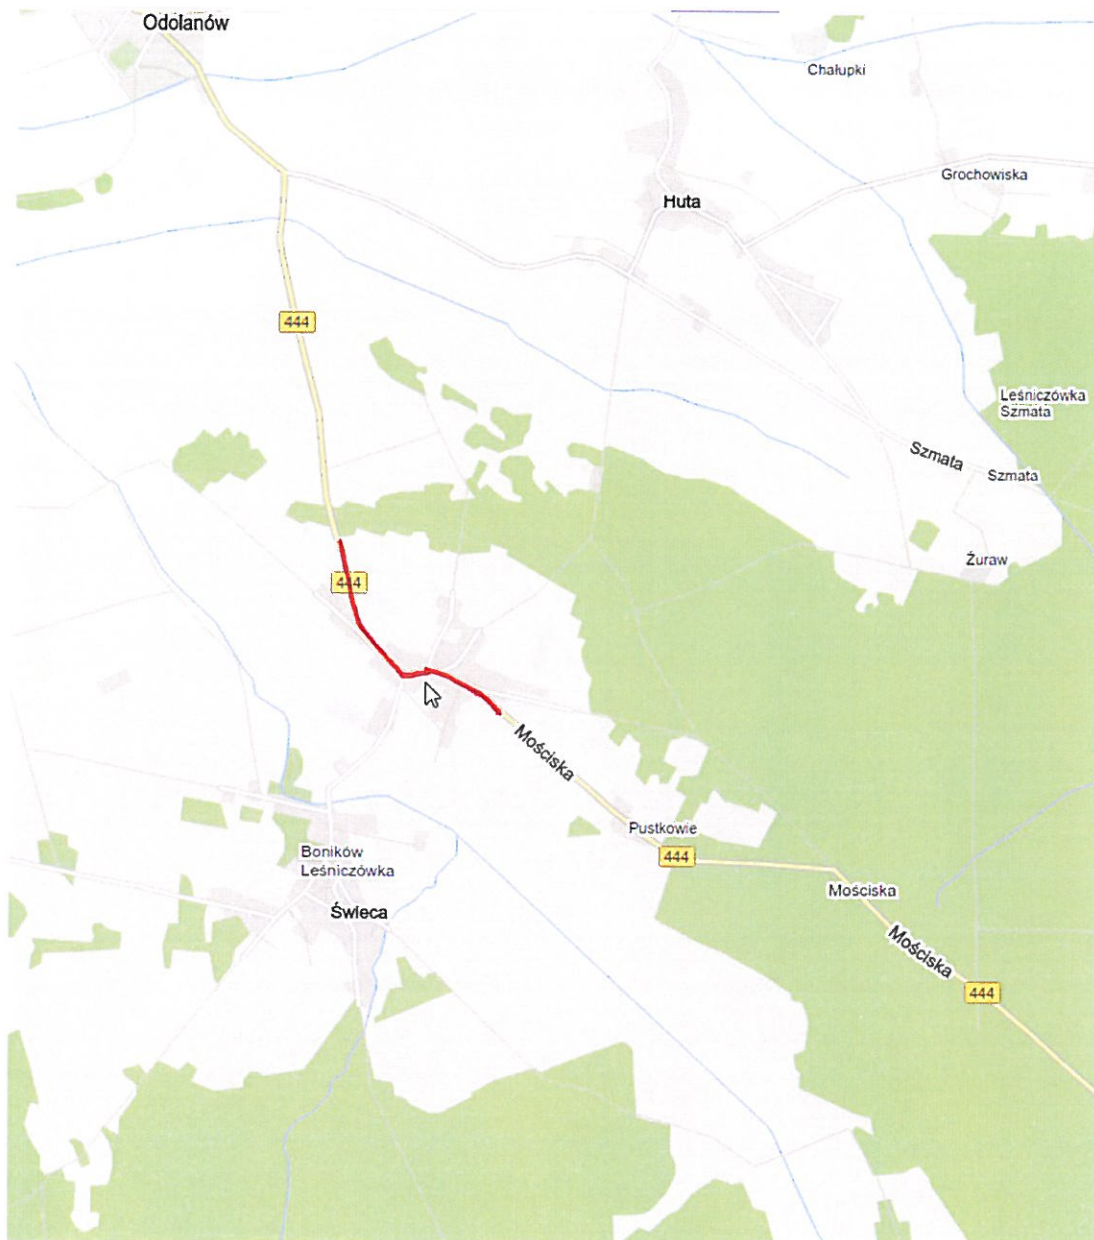 Odolanów
Chałupki
Grochowiska
Huta
444
Leśniczówka
Szmata
Szmata
Szmata
Żuraw
444
Mościska
Pustkowie
444
Boników
Leśniczówka
Mościska
Świeca
Mościska
444